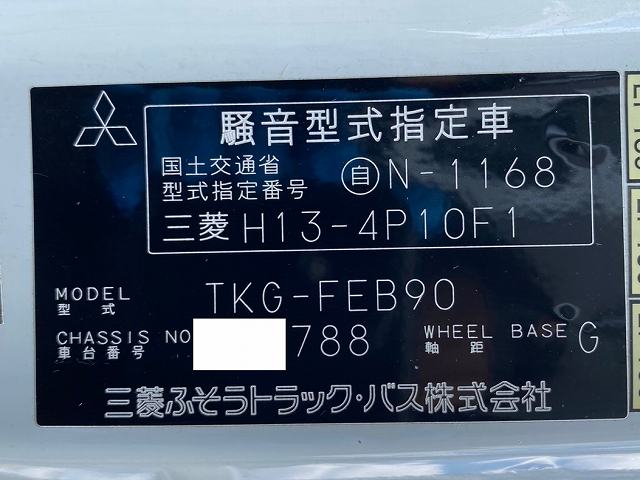 騒音型式指定車
国土交通省
型式指定番号 自N-1168
三菱 H13-4P10F1
MODEL
型式 TKG-FEB90
CHASSIS NO 788 WHEEL BASE G
車台番号 軸距
三菱ふそうトラック・バス株式会社